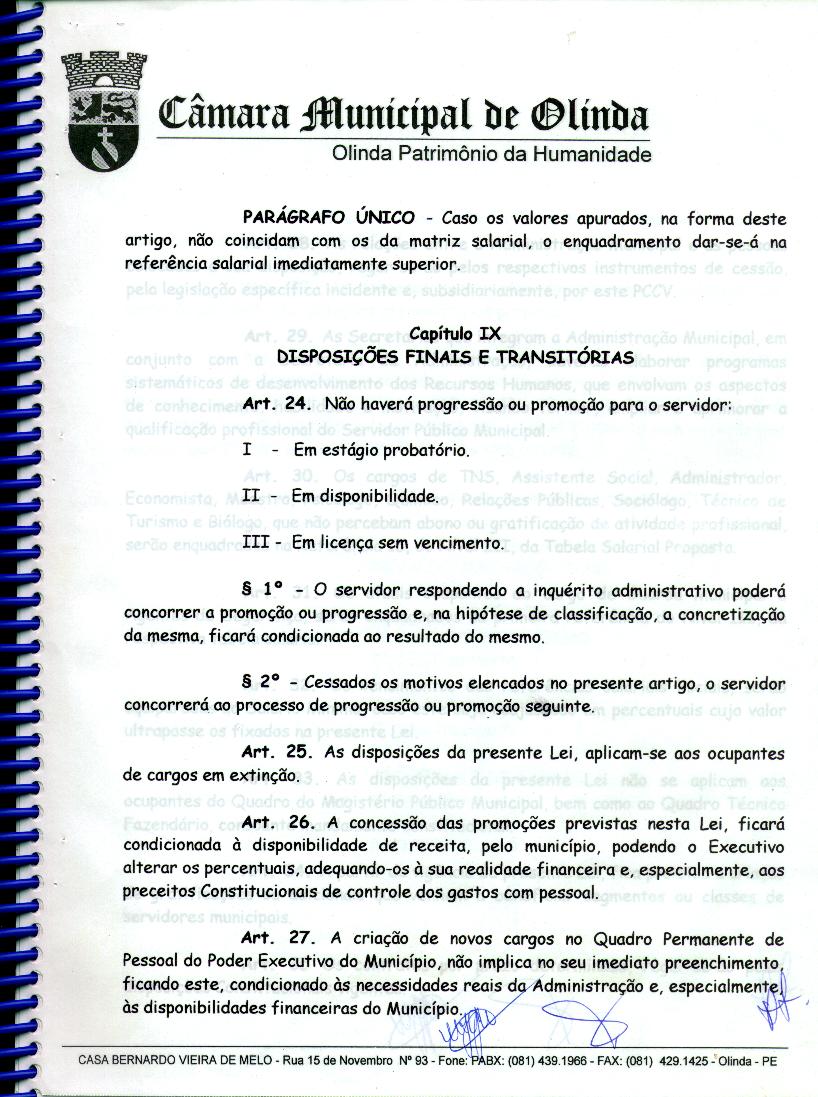 Câmara Municipal de Olinda
Olinda Patrimônio da Humanidade
PARÁGRAFO ÚNICO - Caso os valores apurados, na forma deste
artigo, não coincidam com os da matriz salarial, o enquadramento dar-se-á na
referência salarial imediatamente superior.
Capítulo IX
DISPOSIÇÕES FINAIS E TRANSITÓRIAS
Art. 24. Não haverá progressão ou promoção para o servidor:
I - Em estágio probatório.
II - Em disponibilidade.
III - Em licença sem vencimento.
§ 1º - O servidor respondendo a inquérito administrativo poderá
concorrer a promoção ou progressão e, na hipótese de classificação, a concretização
da mesma, ficará condicionada ao resultado do mesmo.
§ 2º - Cessados os motivos elencados no presente artigo, o servidor
concorrerá ao processo de progressão ou promoção seguinte.
Art. 25. As disposições da presente Lei, aplicam-se aos ocupantes
de cargos em extinção.
Art. 26. A concessão das promoções previstas nesta Lei, ficará
condicionada à disponibilidade de receita, pelo município, podendo o Executivo
alterar os percentuais, adequando-os à sua realidade financeira e, especialmente, aos
preceitos Constitucionais de controle dos gastos com pessoal.
Art. 27. A criação de novos cargos no Quadro Permanente de
Pessoal do Poder Executivo do Município, não implica no seu imediato preenchimento,
ficando este, condicionado às necessidades reais da Administração e, especialmente,
às disponibilidades financeiras do Município.
CASA BERNARDO VIEIRA DE MELO - Rua 15 de Novembro Nº 93 - Fone: PABX: (081) 439.1966 - FAX: (081) 429.1425 - Olinda - PE